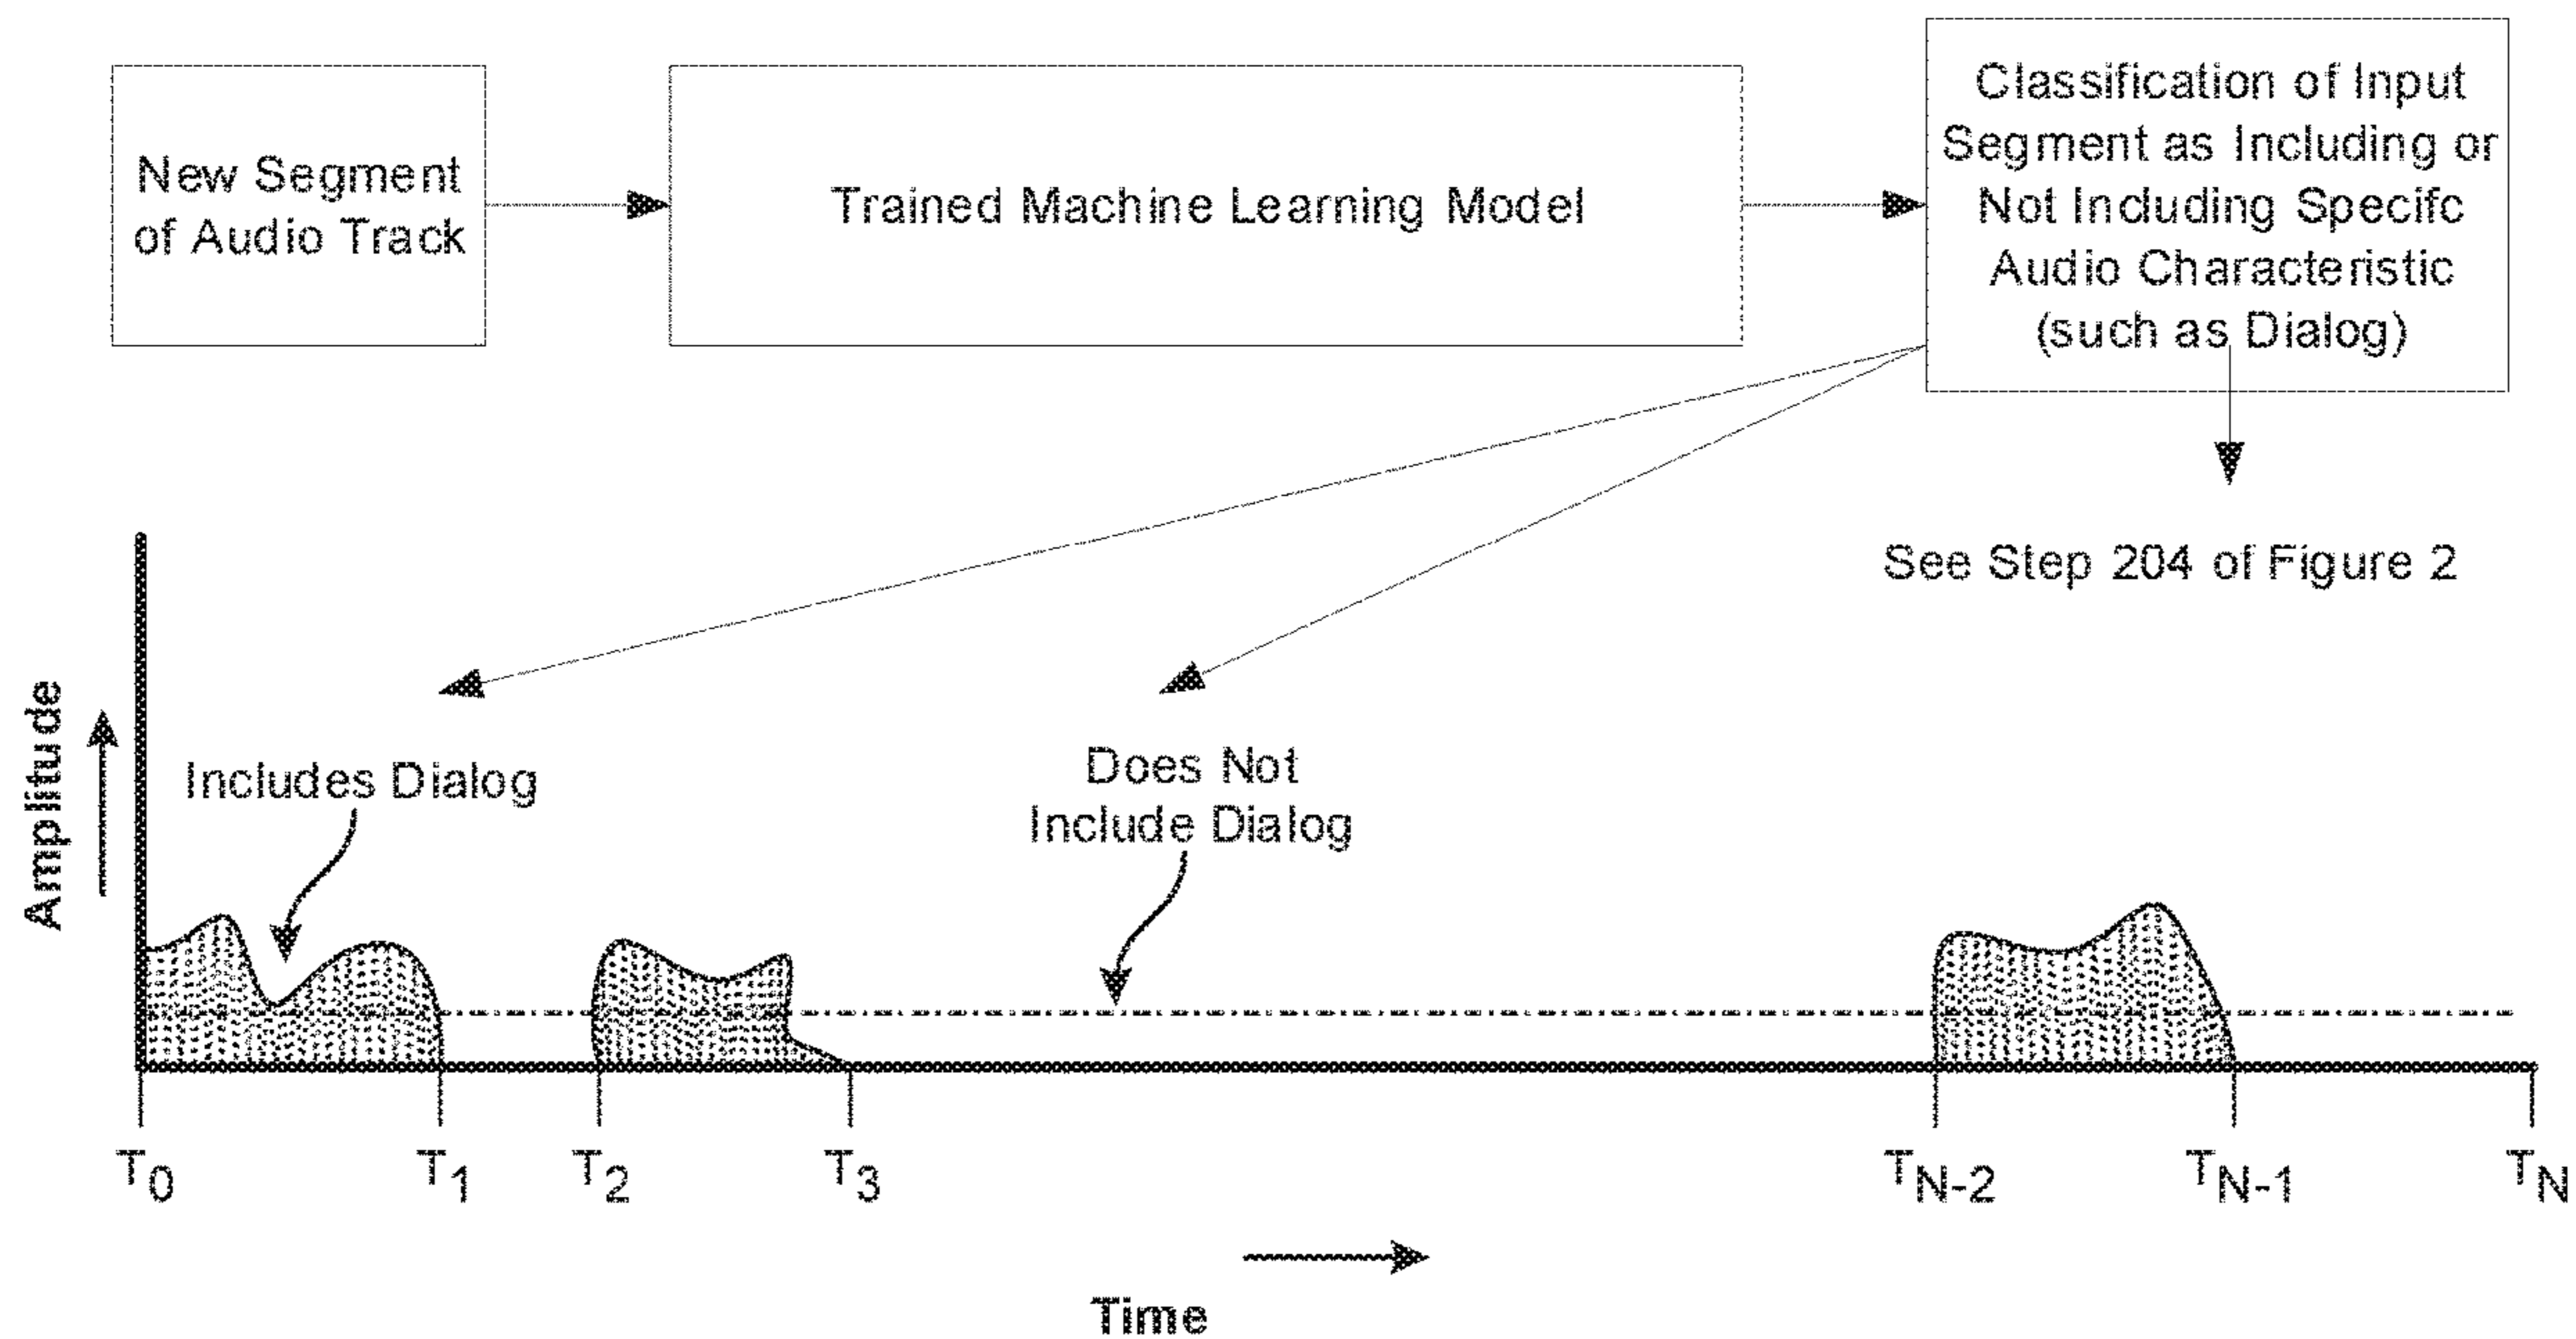 New Segment
of Audio Track
Trained Machine Learning Model
Classification of Input
Segment as Including or
Not Including Specifc
Audio Characteristic
(such as Dialog)
See Step 204 of Figure 2
Amplitude
Includes Dialog
Does Not
Include Dialog
T0 T1 T2 T3 TN-2 TN-1 TN
Time